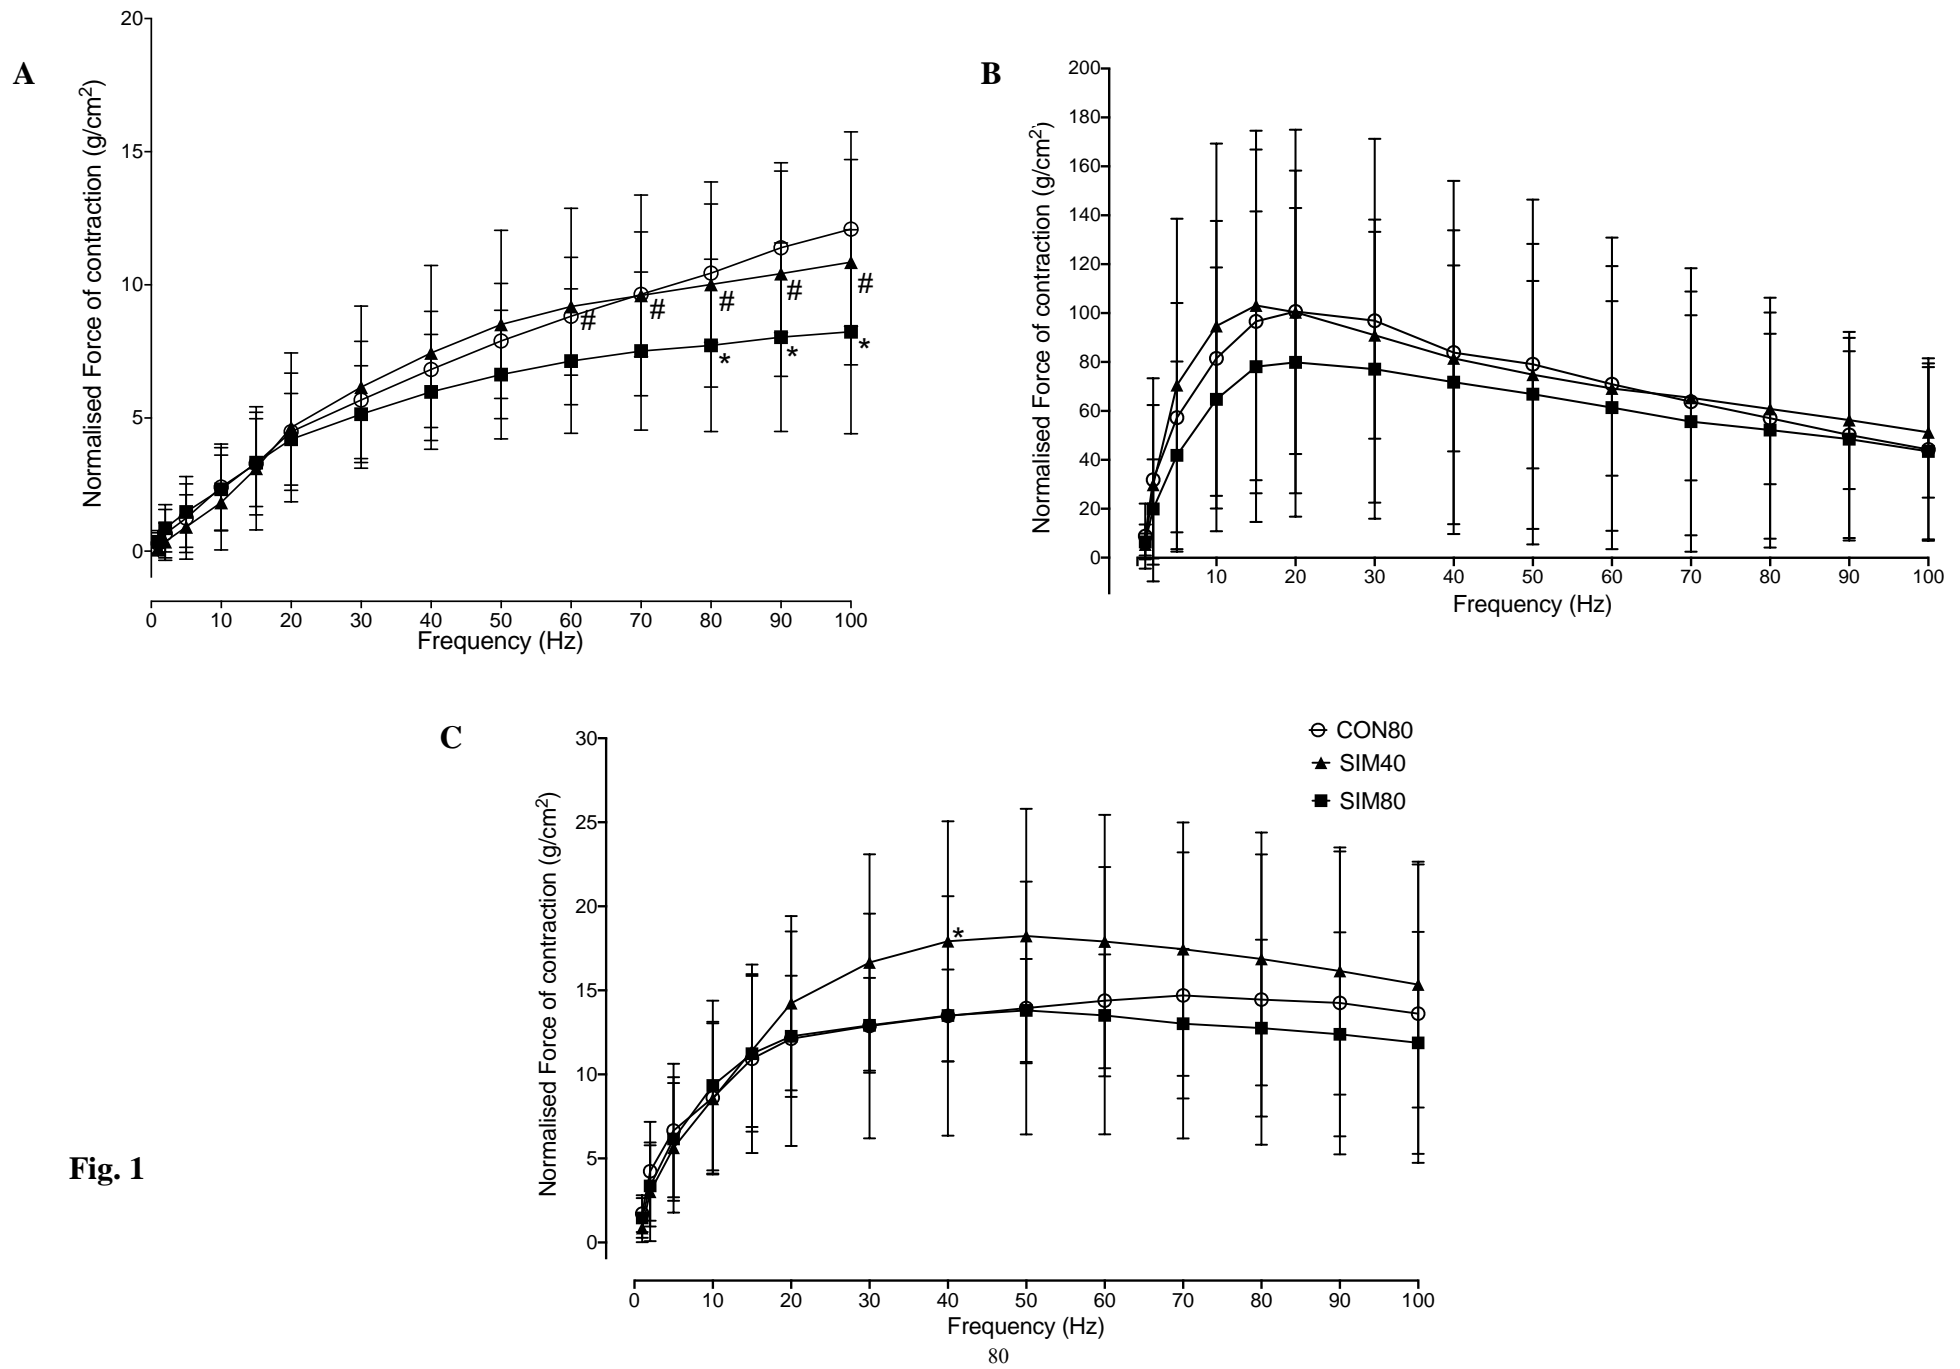 A
Normalised Force of contraction (g/cm2)
20
15
10
5
0
# # # # #
* * *
0 10 20 30 40 50 60 70 80 90 100
Frequency (Hz)
B
Normalised Force of contraction (g/cm2)
200
180
160
140
120
100
80
60
40
20
0
10 20 30 40 50 60 70 80 90 100
Frequency (Hz)
C
CON80
SIM40
SIM80
Normalised Force of contraction (g/cm2)
30
25
20
15
10
5
0
*
0 10 20 30 40 50 60 70 80 90 100
Frequency (Hz)
Fig. 1
80